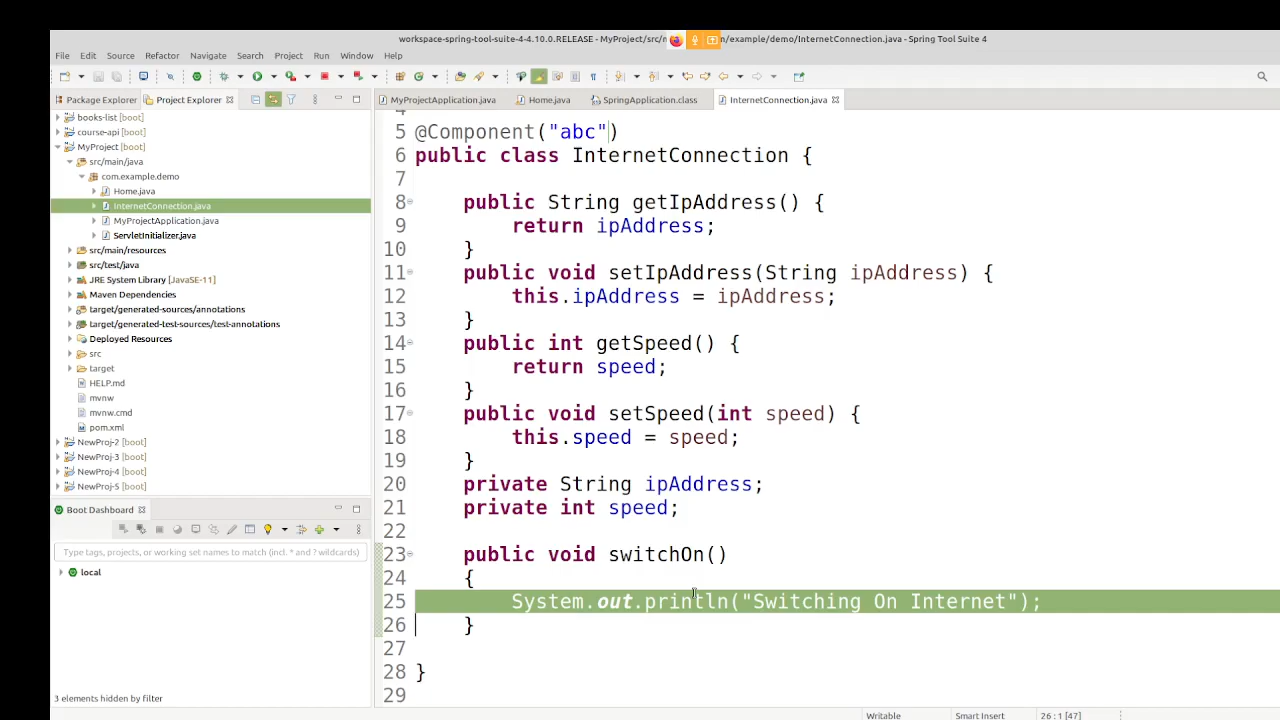 workspace-spring-tool-suite-4-4.10.0.RELEASE - MyProject/src/n n/example/demo/InternetConnection.java - Spring Tool Suite 4
File Edit Source Refactor Navigate Search Project Run Window Help
Package Explorer Project Explorer
MyProjectApplication.java Home.java SpringApplication.class InternetConnection.java
books-list [boot]
course-api [boot]
MyProject [boot]
src/main/java
com.example.demo
Home.java
InternetConnection.java
MyProjectApplication.java
ServletInitializer.java
src/main/resources
src/test/java
JRE System Library [JavaSE-11]
Maven Dependencies
target/generated-sources/annotations
target/generated-test-sources/test-annotations
Deployed Resources
src
target
HELP.md
mvnw
mvnw.cmd
pom.xml
NewProj-2 [boot]
NewProj-3 [boot]
NewProj-4 [boot]
NewProj-5 [boot]
Boot Dashboard
Type tags, projects, or working set names to match (incl. * and ? wildcards)
local
3 elements hidden by filter
4
5 @Component("abc")
6 public class InternetConnection {
7
8 public String getIpAddress() {
9 return ipAddress;
10 }
11 public void setIpAddress(String ipAddress) {
12 this.ipAddress = ipAddress;
13 }
14 public int getSpeed() {
15 return speed;
16 }
17 public void setSpeed(int speed) {
18 this.speed = speed;
19 }
20 private String ipAddress;
21 private int speed;
22
23 public void switchOn()
24 {
25 System.out.println("Switching On Internet");
26 }
27
28 }
29
Writable Smart Insert 26 : 1 [47]